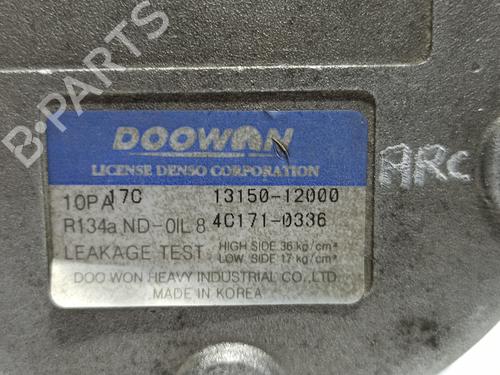 B-PARTS
DOOWON
LICENSE DENSO CORPORATION
10PA17C 13150-12000
R134a ND-OIL 8 4C171-0336
LEAKAGE TEST: HIGH SIDE 36 kg/cm²
LOW SIDE 17 kg/cm²
DOO WON HEAVY INDUSTRIAL CO., LTD.
MADE IN KOREA
ARC